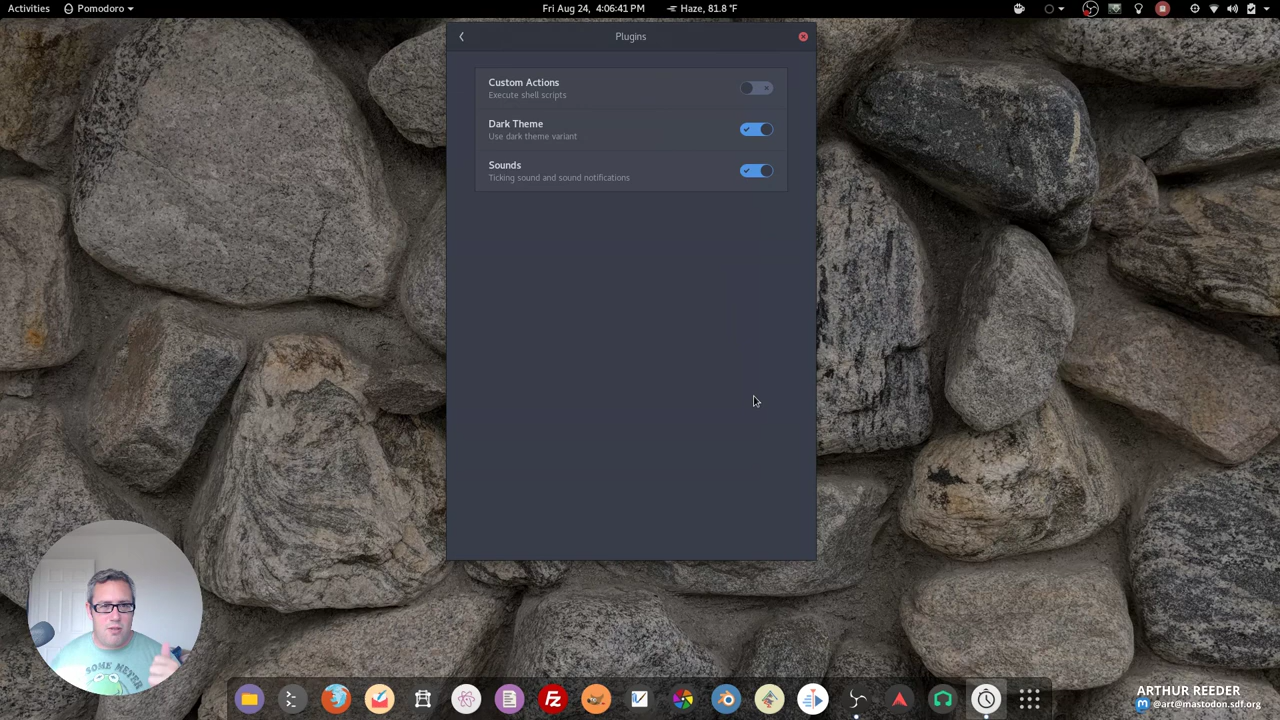 Activities
Pomodoro
Fri Aug 24, 4:06:41 PM
Haze, 81.8 °F
Plugins
Custom Actions
Execute shell scripts
Dark Theme
Use dark theme variant
Sounds
Ticking sound and sound notifications
SOME
ARTHUR REEDER
@art@mastodon.sdf.org